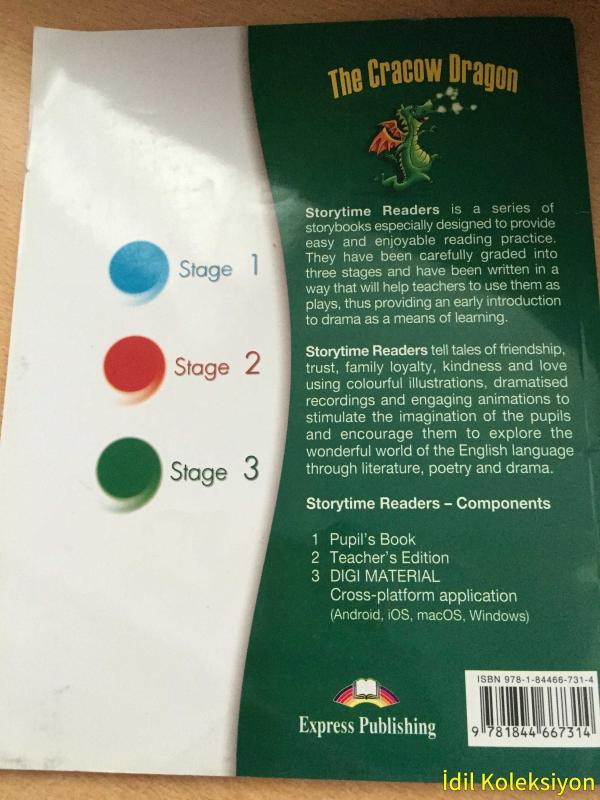 The Cracow Dragon
Storytime Readers is a series of
storybooks especially designed to provide
easy and enjoyable reading practice.
They have been carefully graded into
three stages and have been written in a
way that will help teachers to use them as
plays, thus providing an early introduction
to drama as a means of learning.
Storytime Readers tell tales of friendship,
trust, family loyalty, kindness and love
using colourful illustrations, dramatised
recordings and engaging animations to
stimulate the imagination of the pupils
and encourage them to explore the
wonderful world of the English language
through literature, poetry and drama.
Storytime Readers – Components
1 Pupil's Book
2 Teacher's Edition
3 DIGI MATERIAL
Cross-platform application
(Android, iOS, macOS, Windows)
Stage 1
Stage 2
Stage 3
Express Publishing
ISBN 978-1-84466-731-4
9 781844 667314
İdil Koleksiyon